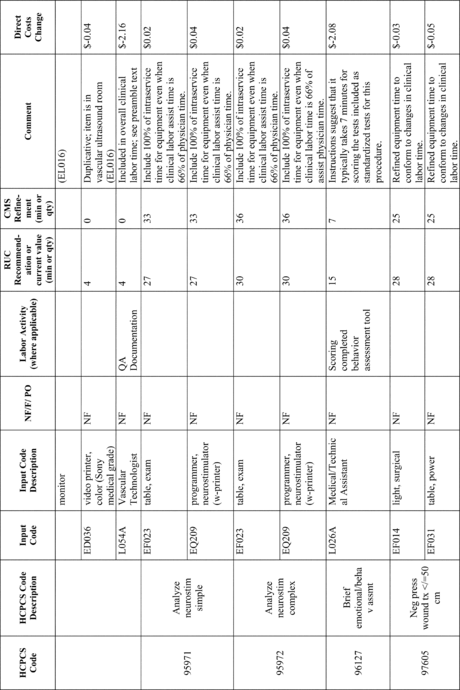 HCPCS
Code
HCPCS Code
Description
Input
Code
Input Code
Description
NF/F/ PO
Labor Activity
(where applicable)
RUC
Recommend-
ation or
current value
(min or qty)
CMS
Refine-
ment
(min or
qty)
Comment
Direct
Costs
Change
monitor
(EL016)
ED036
video printer,
color (Sony
medical grade)
NF
4
0
Duplicative; item is in
vascular ultrasound room
(EL016)
$-0.04
L054A
Vascular
Technologist
NF
QA
Documentation
4
0
Included in overall clinical
labor time; see preamble text
$-2.16
95971
Analyze
neurostim
simple
EF023
table, exam
NF
27
33
Include 100% of intraservice
time for equipment even when
clinical labor assist time is
66% of physician time.
$0.02
EQ209
programmer,
neurostimulator
(w-printer)
NF
27
33
Include 100% of intraservice
time for equipment even when
clinical labor assist time is
66% of physician time.
$0.04
95972
Analyze
neurostim
complex
EF023
table, exam
NF
30
36
Include 100% of intraservice
time for equipment even when
clinical labor assist time is
66% of physician time.
$0.02
EQ209
programmer,
neurostimulator
(w-printer)
NF
30
36
Include 100% of intraservice
time for equipment even when
clinical labor time is 66% of
assist physician time.
$0.04
96127
Brief
emotional/beha
v assmt
L026A
Medical/Technic
al Assistant
NF
Scoring
completed
behavior
assessment tool
15
7
Instructions suggest that it
typically takes 7 minutes for
scoring the tests included as
standardized tests for this
procedure.
$-2.08
97605
Neg press
wound tx </=50
cm
EF014
light, surgical
NF
28
25
Refined equipment time to
conform to changes in clinical
labor time.
$-0.03
EF031
table, power
NF
28
25
Refined equipment time to
conform to changes in clinical
labor time.
$-0.05